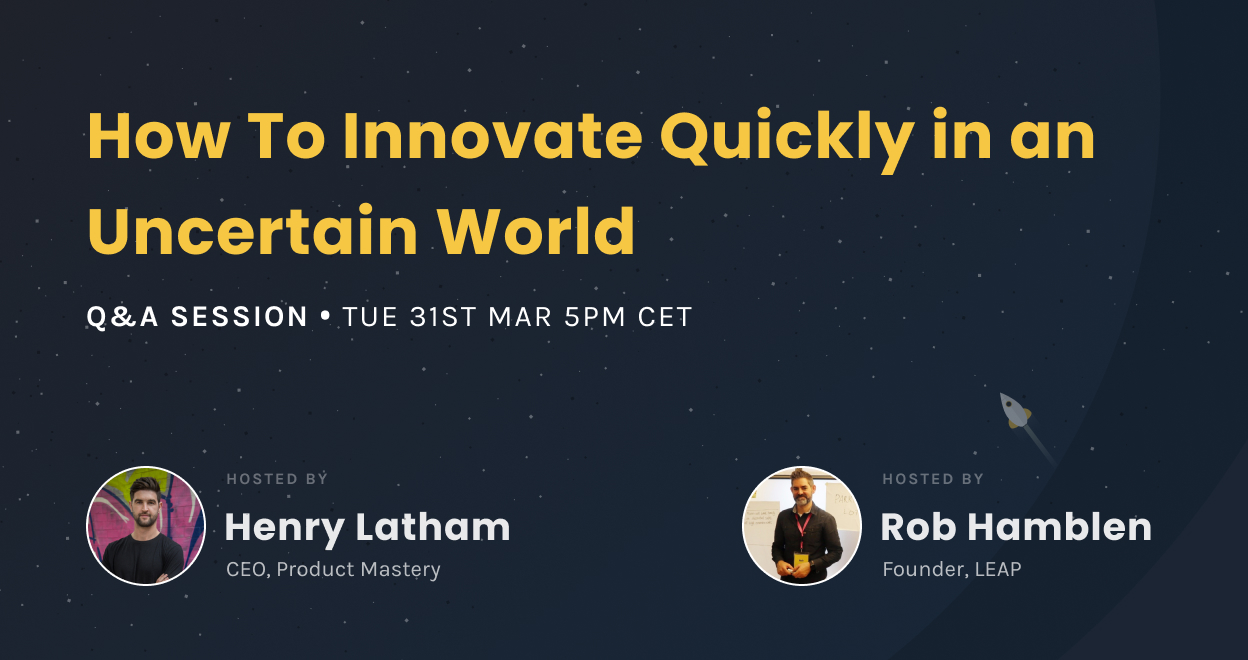 How To Innovate Quickly in an
Uncertain World
Q&A SESSION • TUE 31ST MAR 5PM CET
HOSTED BY
Henry Latham
CEO, Product Mastery
HOSTED BY
Rob Hamblen
Founder, LEAP